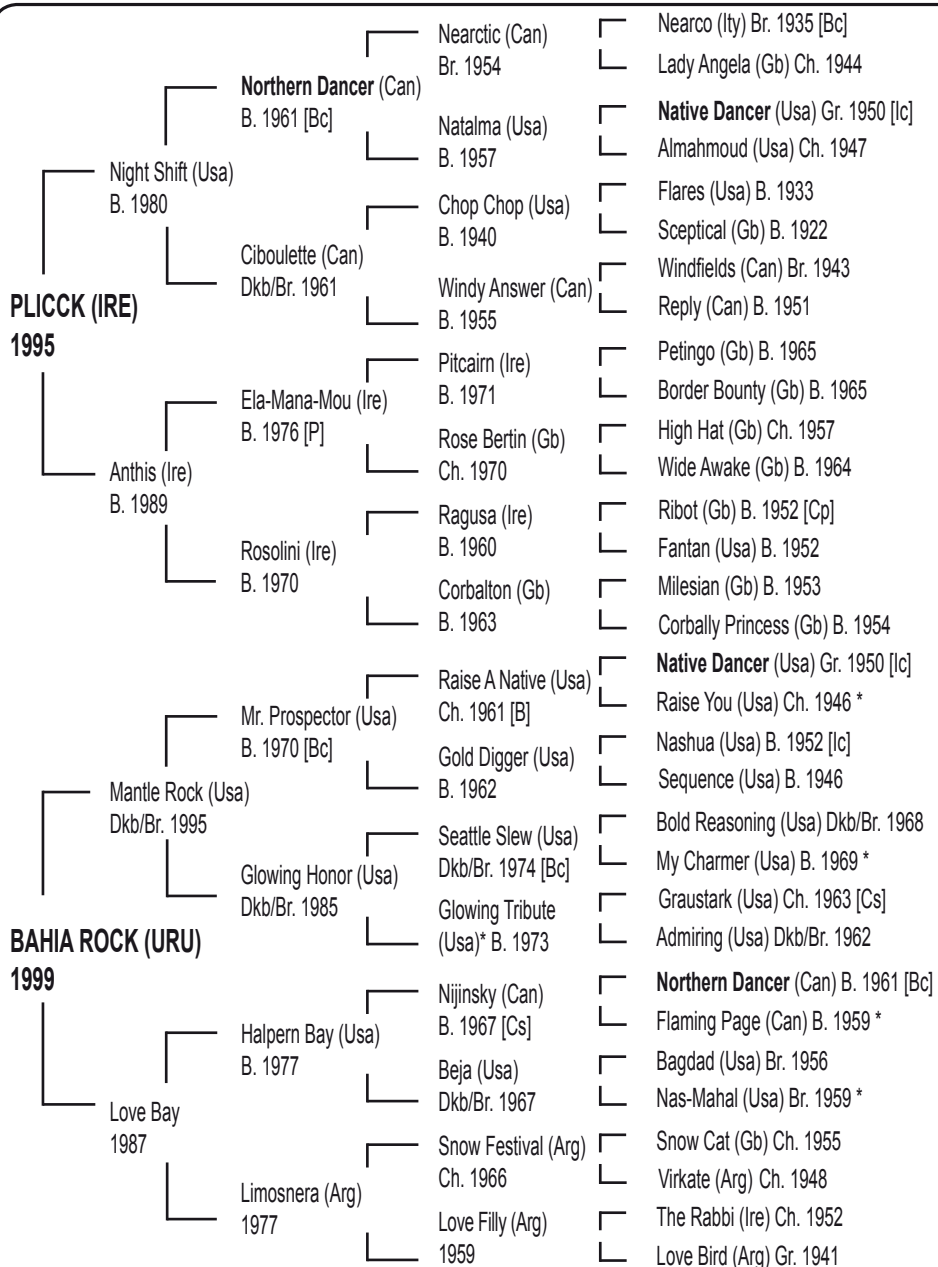 PLICCK (IRE)
1995
Night Shift (Usa)
B. 1980
Northern Dancer (Can)
B. 1961 [Bc]
Nearctic (Can)
Br. 1954
Nearco (Ity) Br. 1935 [Bc]
Lady Angela (Gb) Ch. 1944
Natalma (Usa)
B. 1957
Native Dancer (Usa) Gr. 1950 [Ic]
Almahmoud (Usa) Ch. 1947
Ciboulette (Can)
Dkb/Br. 1961
Chop Chop (Usa)
B. 1940
Flares (Usa) B. 1933
Sceptical (Gb) B. 1922
Windy Answer (Can)
B. 1955
Windfields (Can) Br. 1943
Reply (Can) B. 1951
Anthis (Ire)
B. 1989
Ela-Mana-Mou (Ire)
B. 1976 [P]
Pitcairn (Ire)
B. 1971
Petingo (Gb) B. 1965
Border Bounty (Gb) B. 1965
Rose Bertin (Gb)
Ch. 1970
High Hat (Gb) Ch. 1957
Wide Awake (Gb) B. 1964
Rosolini (Ire)
B. 1970
Ragusa (Ire)
B. 1960
Ribot (Gb) B. 1952 [Cp]
Fantan (Usa) B. 1952
Corbalton (Gb)
B. 1963
Milesian (Gb) B. 1953
Corbally Princess (Gb) B. 1954
BAHIA ROCK (URU)
1999
Mantle Rock (Usa)
Dkb/Br. 1995
Mr. Prospector (Usa)
B. 1970 [Bc]
Raise A Native (Usa)
Ch. 1961 [B]
Native Dancer (Usa) Gr. 1950 [Ic]
Raise You (Usa) Ch. 1946 *
Gold Digger (Usa)
B. 1962
Nashua (Usa) B. 1952 [Ic]
Sequence (Usa) B. 1946
Glowing Honor (Usa)
Dkb/Br. 1985
Seattle Slew (Usa)
Dkb/Br. 1974 [Bc]
Bold Reasoning (Usa) Dkb/Br. 1968
My Charmer (Usa) B. 1969 *
Glowing Tribute
(Usa)* B. 1973
Graustark (Usa) Ch. 1963 [Cs]
Admiring (Usa) Dkb/Br. 1962
Love Bay
1987
Halpern Bay (Usa)
B. 1977
Nijinsky (Can)
B. 1967 [Cs]
Northern Dancer (Can) B. 1961 [Bc]
Flaming Page (Can) B. 1959 *
Beja (Usa)
Dkb/Br. 1967
Bagdad (Usa) Br. 1956
Nas-Mahal (Usa) Br. 1959 *
Limosnera (Arg)
1977
Snow Festival (Arg)
Ch. 1966
Snow Cat (Gb) Ch. 1955
Virkate (Arg) Ch. 1948
Love Filly (Arg)
1959
The Rabbi (Ire) Ch. 1952
Love Bird (Arg) Gr. 1941